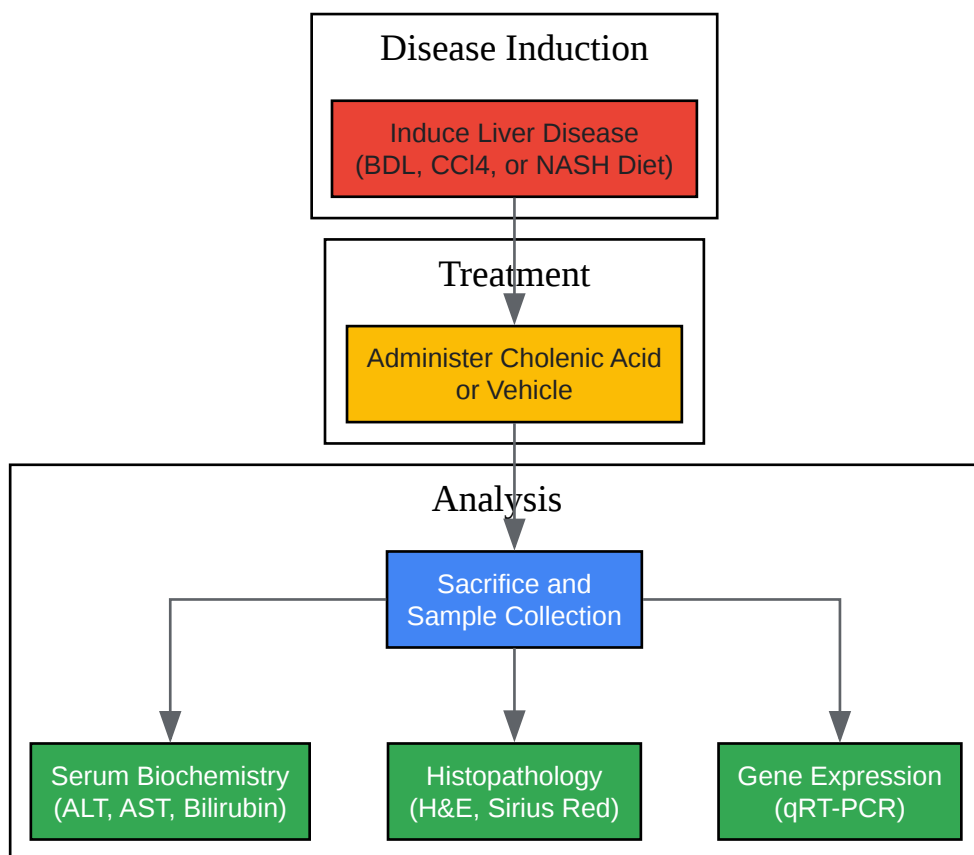 Disease Induction
Induce Liver Disease
(BDL, CCl4, or NASH Diet)
Treatment
Administer Cholenic Acid
or Vehicle
Analysis
Sacrifice and
Sample Collection
Serum Biochemistry
(ALT, AST, Bilirubin)
Histopathology
(H&E, Sirius Red)
Gene Expression
(qRT-PCR)